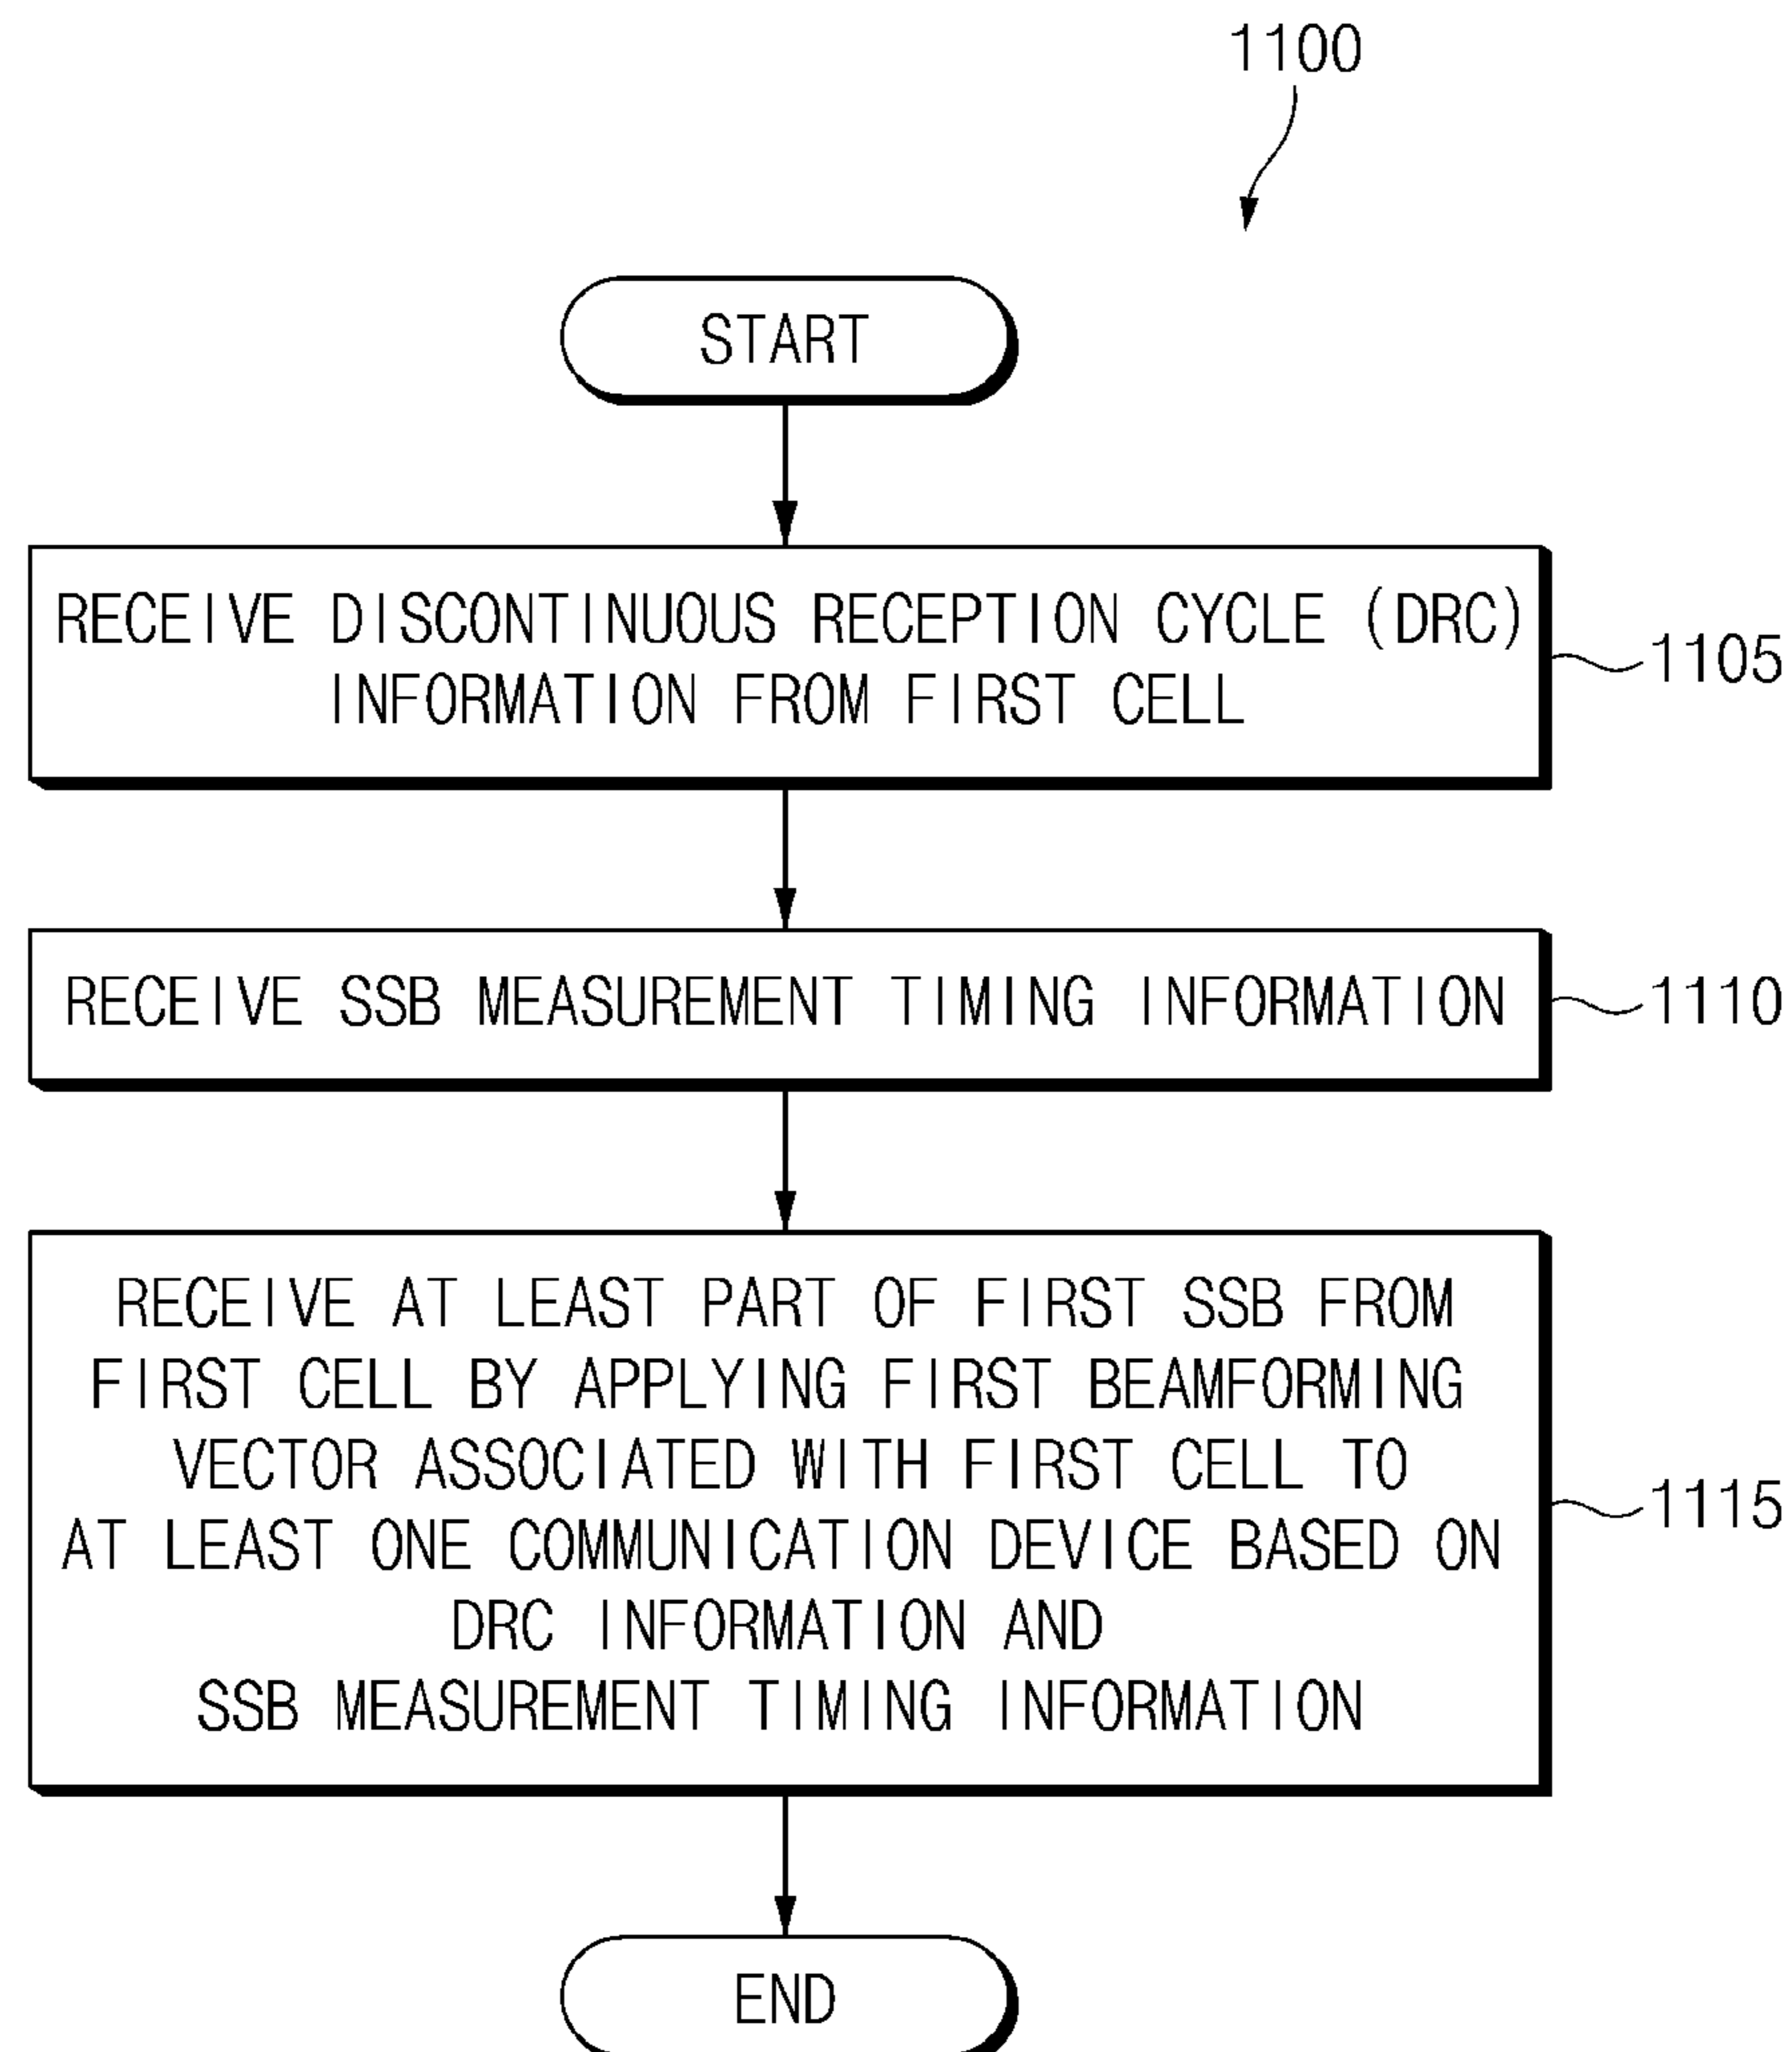 1100
START
RECEIVE DISCONTINUOUS RECEPTION CYCLE (DRC)
INFORMATION FROM FIRST CELL
1105
RECEIVE SSB MEASUREMENT TIMING INFORMATION
1110
RECEIVE AT LEAST PART OF FIRST SSB FROM
FIRST CELL BY APPLYING FIRST BEAMFORMING
VECTOR ASSOCIATED WITH FIRST CELL TO
AT LEAST ONE COMMUNICATION DEVICE BASED ON
DRC INFORMATION AND
SSB MEASUREMENT TIMING INFORMATION
1115
END